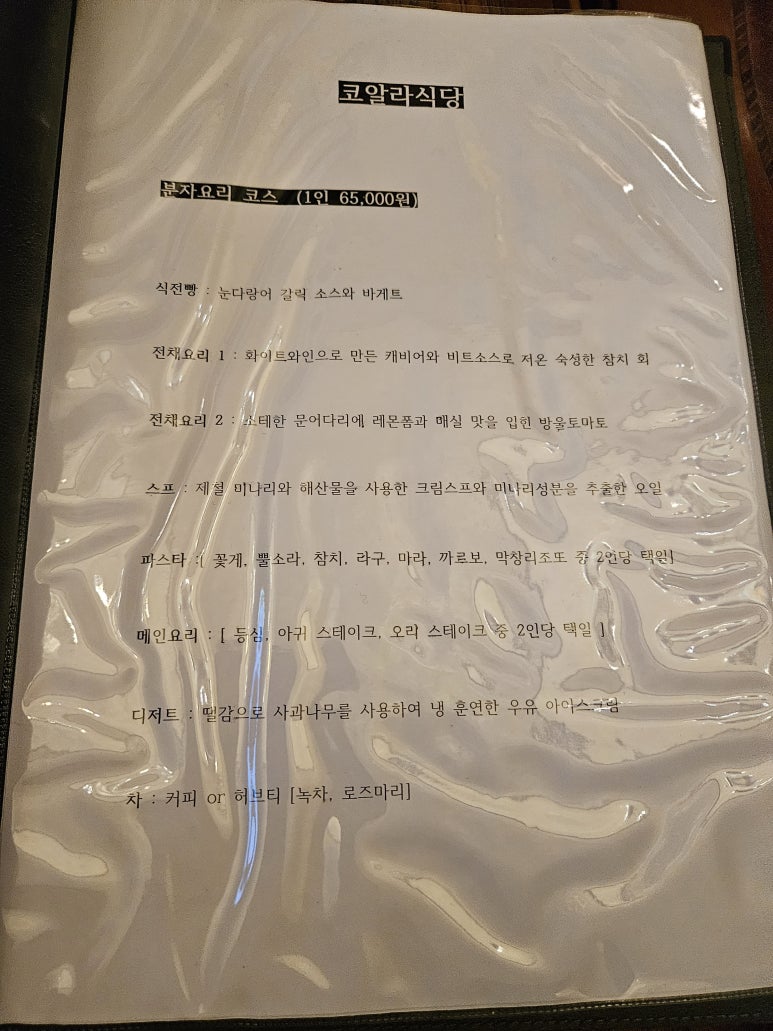 코알라식당
분자요리 코스 (1인 65,000원)
식전빵 : 눈다랑어 갈릭 소스와 바게트
전채요리 1 : 화이트와인으로 만든 캐비어와 비트소스로 저온 숙성한 참치 회
전채요리 2 : 소테한 문어다리에 레몬폼과 매실 맛을 입힌 방울토마토
스프 : 제철 미나리와 해산물을 사용한 크림스프와 미나리성분을 추출한 오일
파스타 :[ 꽃게, 뿔소라, 참치, 라구, 마라, 까르보, 막창리조또 중 2인당 택일]
메인요리 : [ 등심, 아귀 스테이크, 오리 스테이크 중 2인당 택일 ]
디저트 : 땔감으로 사과나무를 사용하여 냉 훈연한 우유 아이스크림
차 : 커피 or 허브티 [녹차, 로즈마리]